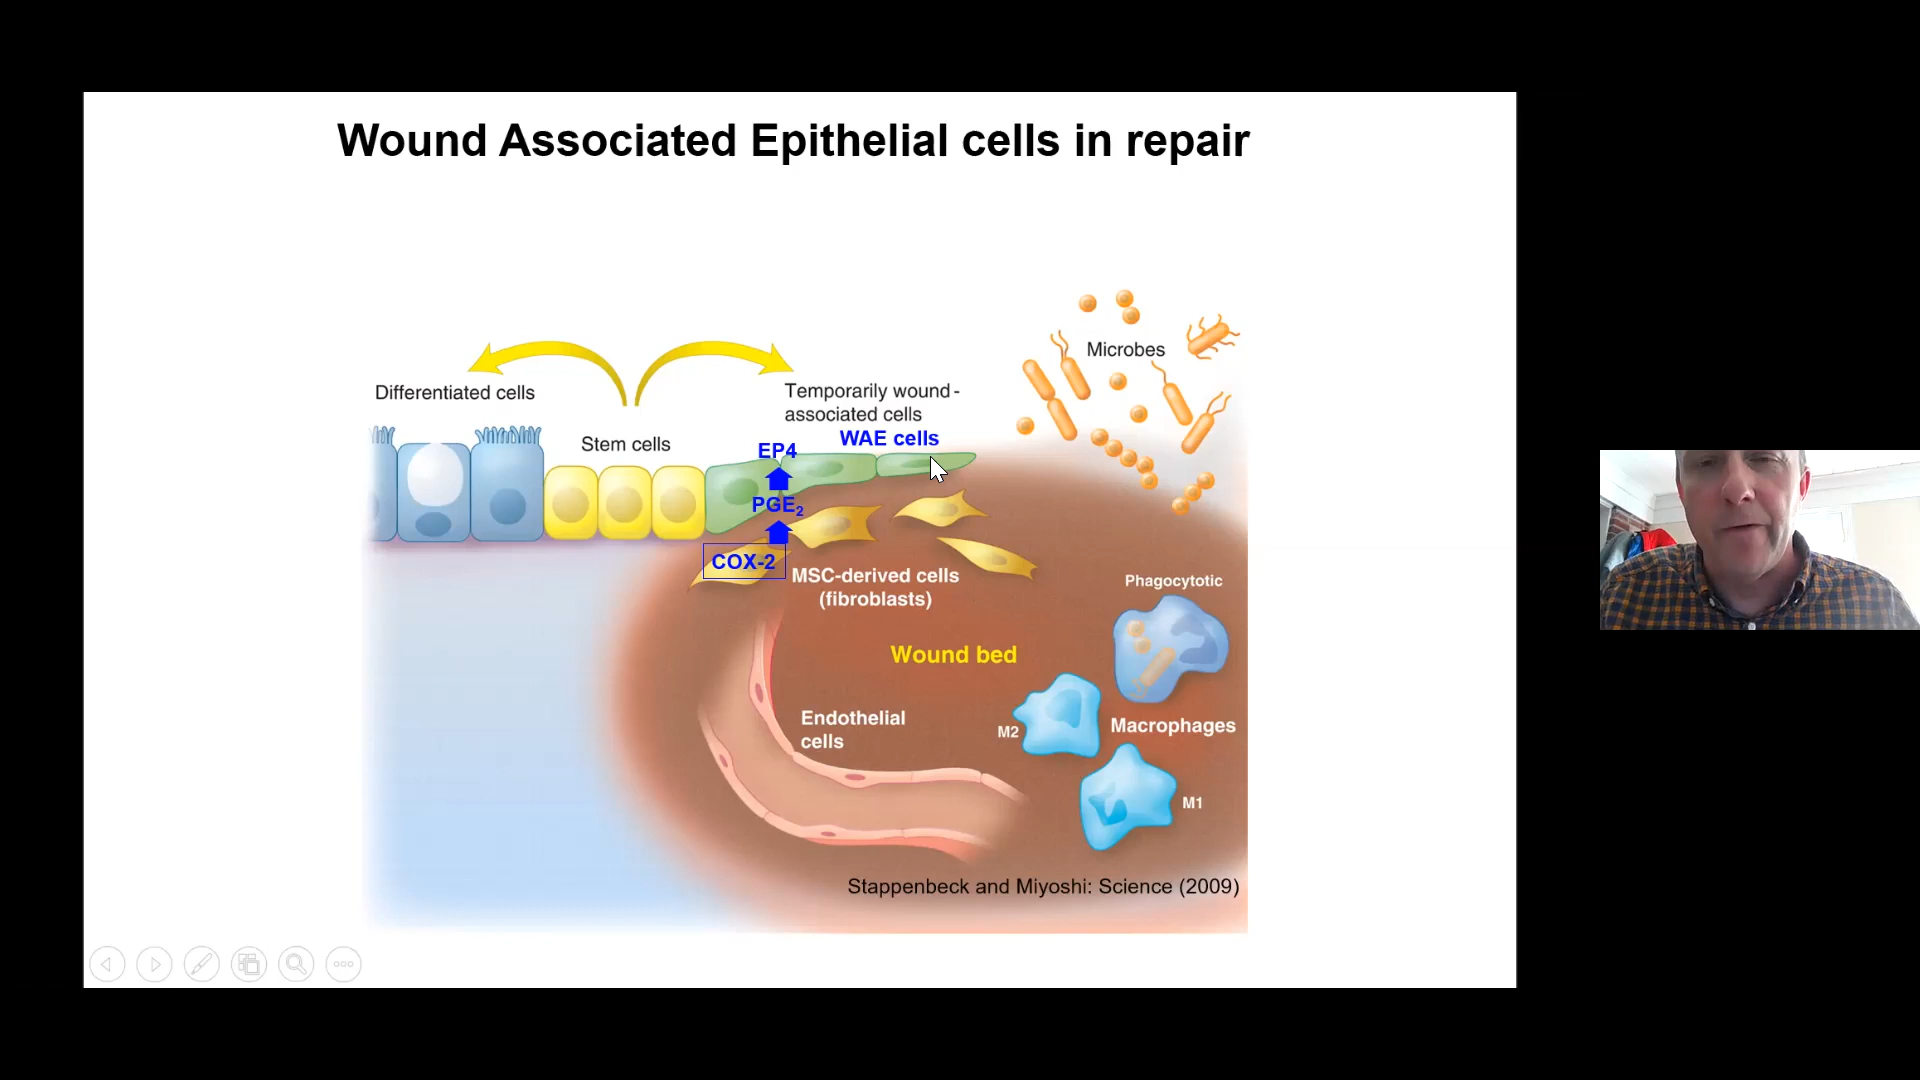 Wound Associated Epithelial cells in repair
Microbes
Differentiated cells
Temporarily wound-
associated cells
Stem cells
WAE cells
EP4
PGE₂
COX-2
MSC-derived cells
(fibroblasts)
Phagocytotic
Wound bed
Endothelial
cells
M2
Macrophages
M1
Stappenbeck and Miyoshi: Science (2009)